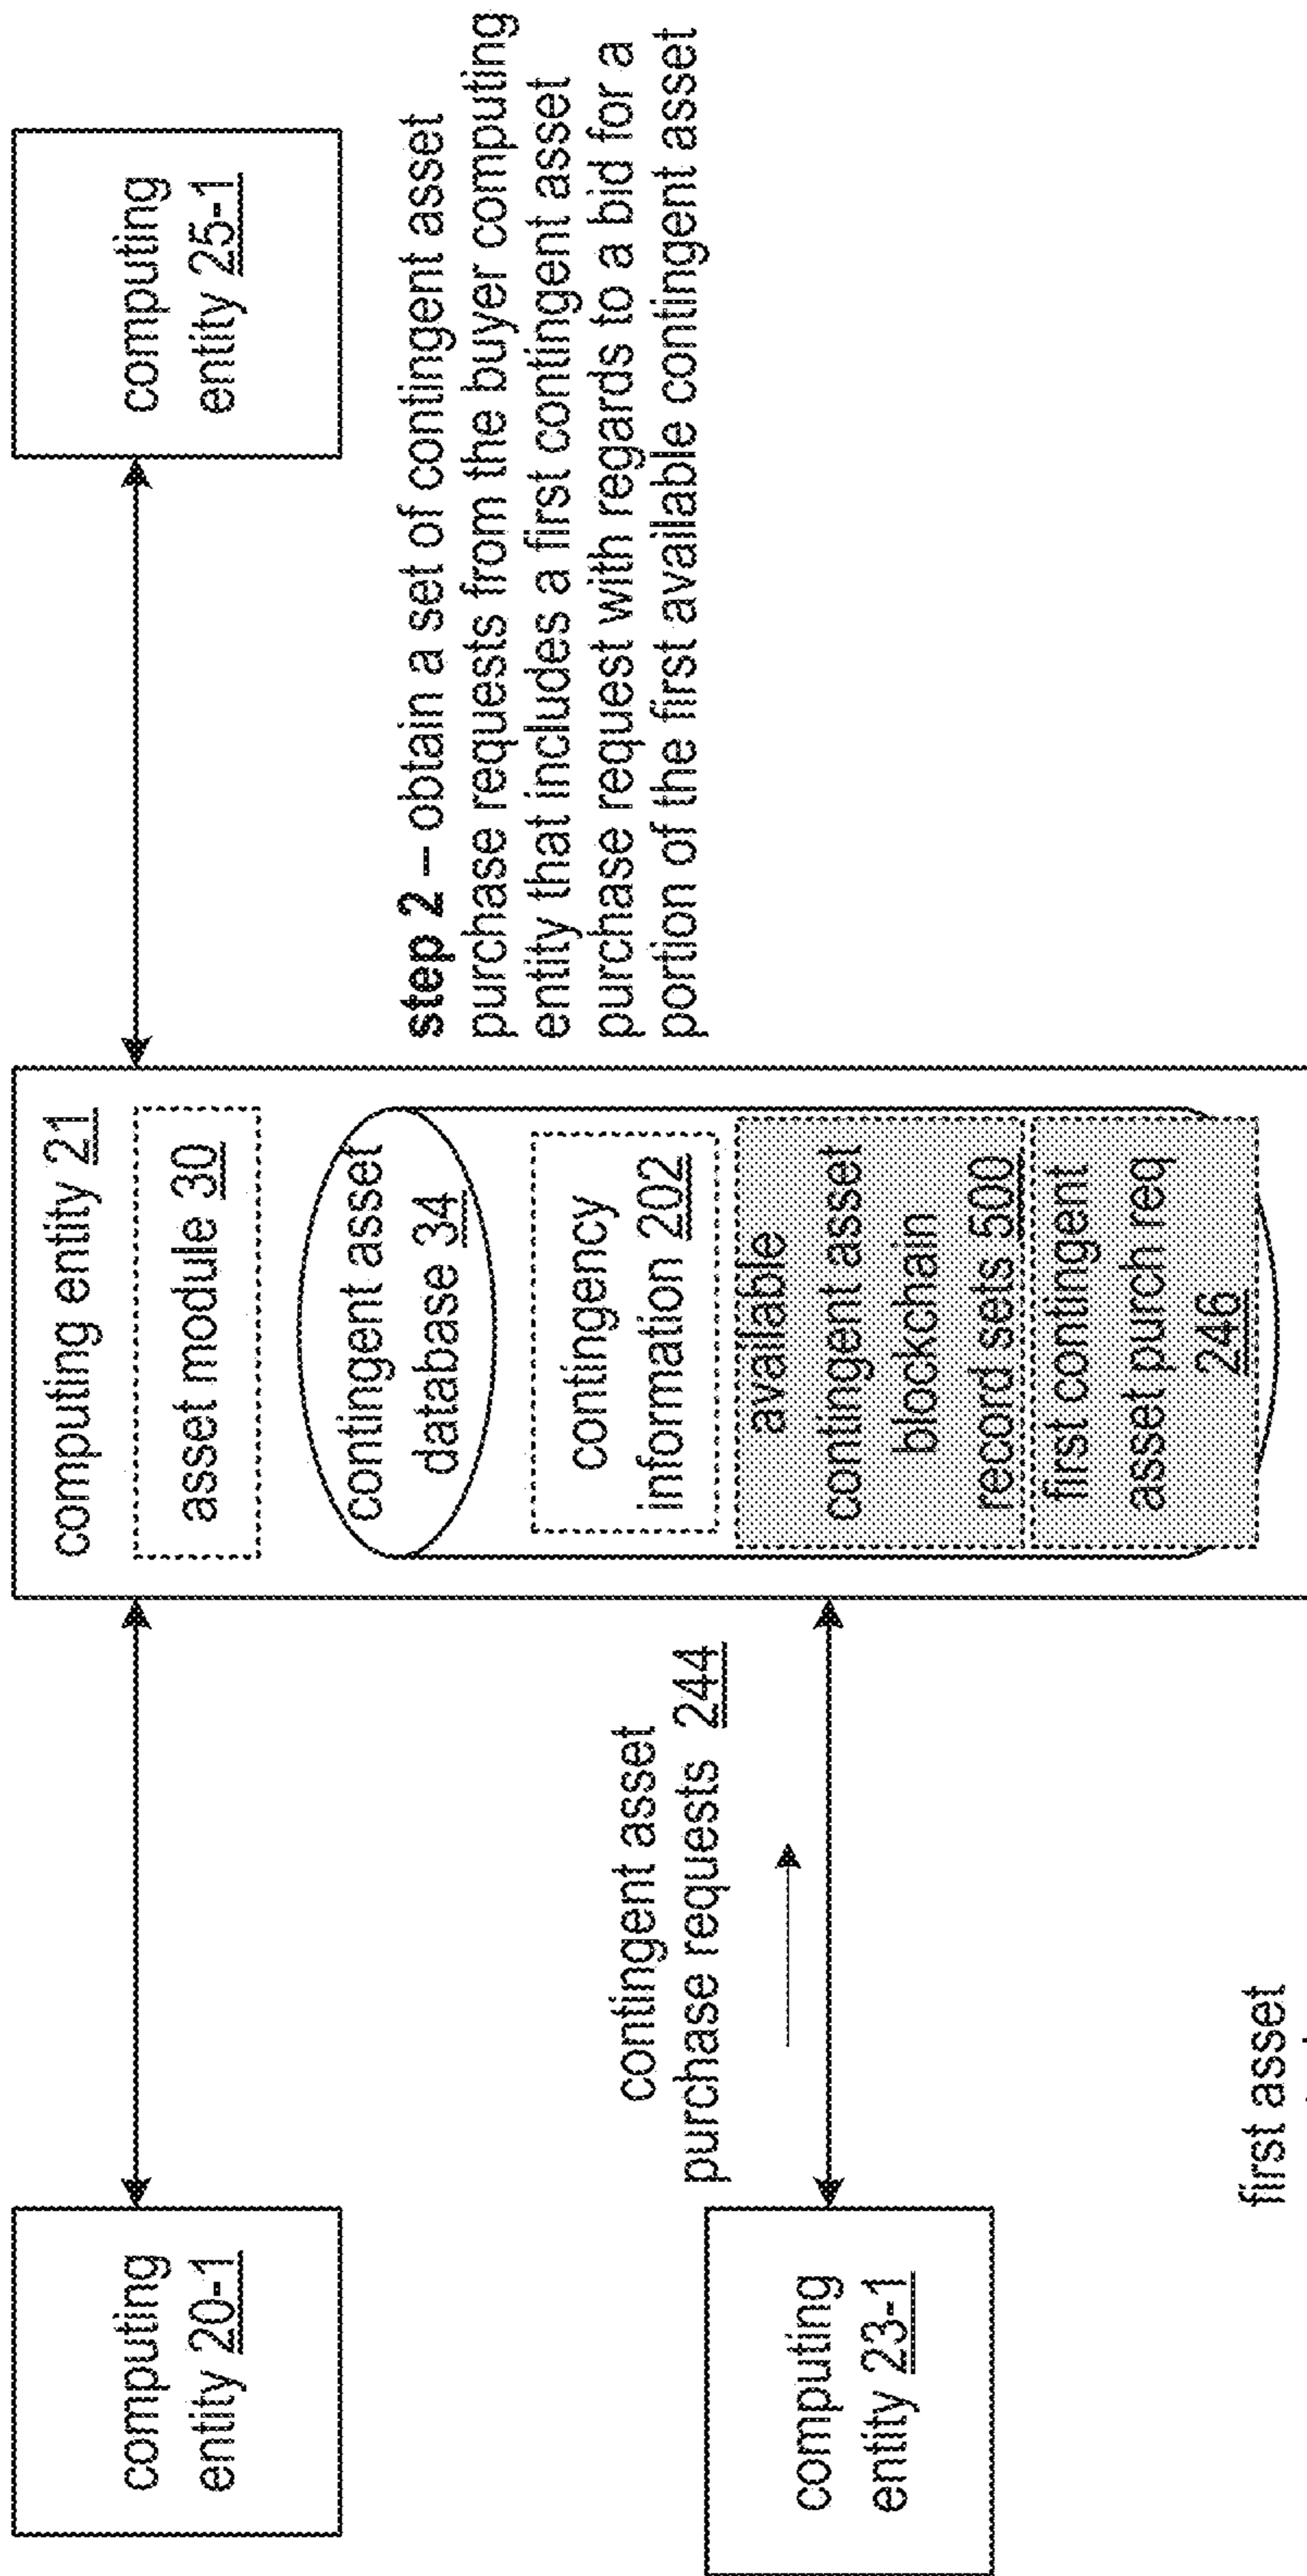 computing
entity 20-1
computing entity 21
asset module 30
computing
entity 25-1
contingent asset
database 34
step 2 – obtain a set of contingent asset
purchase requests from the buyer computing
entity that includes a first contingent asset
purchase request with regards to a bid for a
portion of the first available contingent asset
contingent asset
purchase requests 244
contingency
information 202
computing
entity 23-1
available
contingent asset
blockchain
record sets 500
first contingent
asset purch req
246
first asset